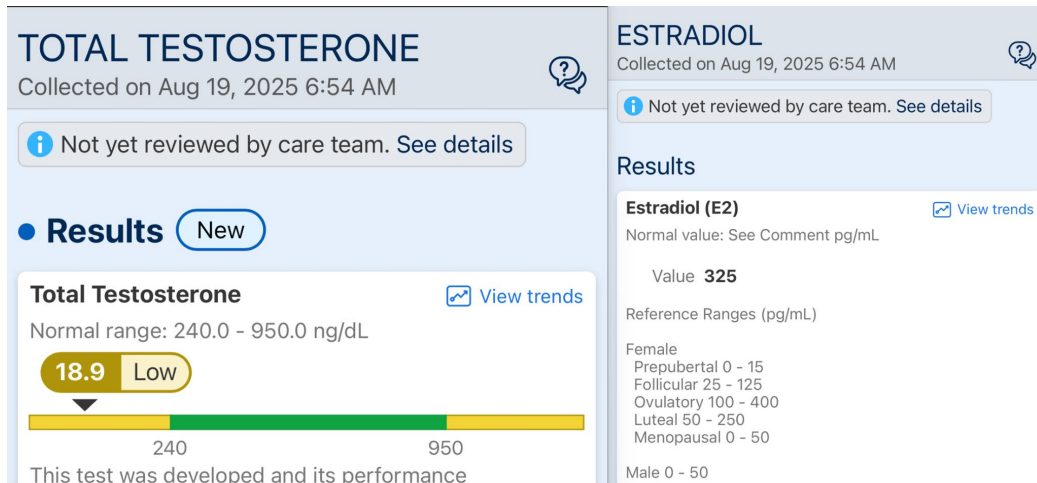 TOTAL TESTOSTERONE
Collected on Aug 19, 2025 6:54 AM
Not yet reviewed by care team. See details
Results New
Total Testosterone View trends
Normal range: 240.0 - 950.0 ng/dL
18.9 Low
240 950
This test was developed and its performance
ESTRADIOL
Collected on Aug 19, 2025 6:54 AM
Not yet reviewed by care team. See details
Results
Estradiol (E2) View trends
Normal value: See Comment pg/mL
Value 325
Reference Ranges (pg/mL)
Female
Prepubertal 0 - 15
Follicular 25 - 125
Ovulatory 100 - 400
Luteal 50 - 250
Menopausal 0 - 50
Male 0 - 50